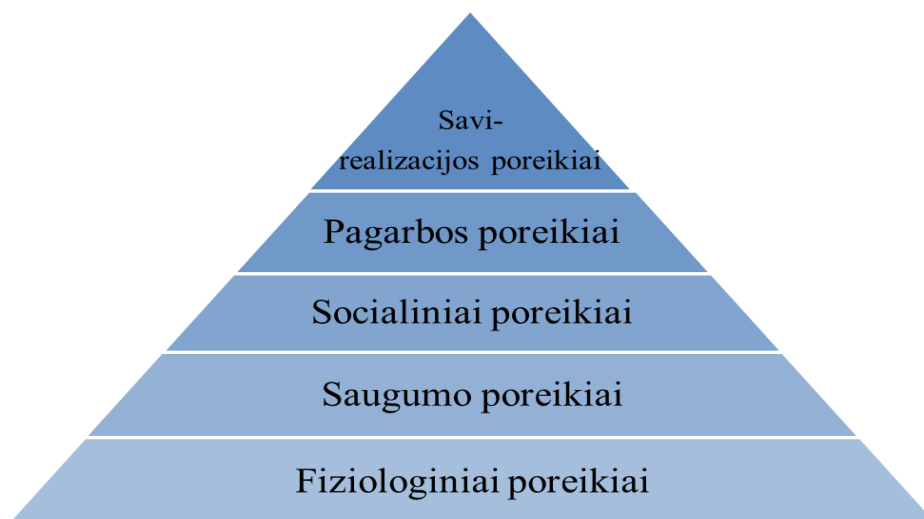 Savi-
realizacijos poreikiai
Pagarbos poreikiai
Socialiniai poreikiai
Saugumo poreikiai
Fiziologiniai poreikiai